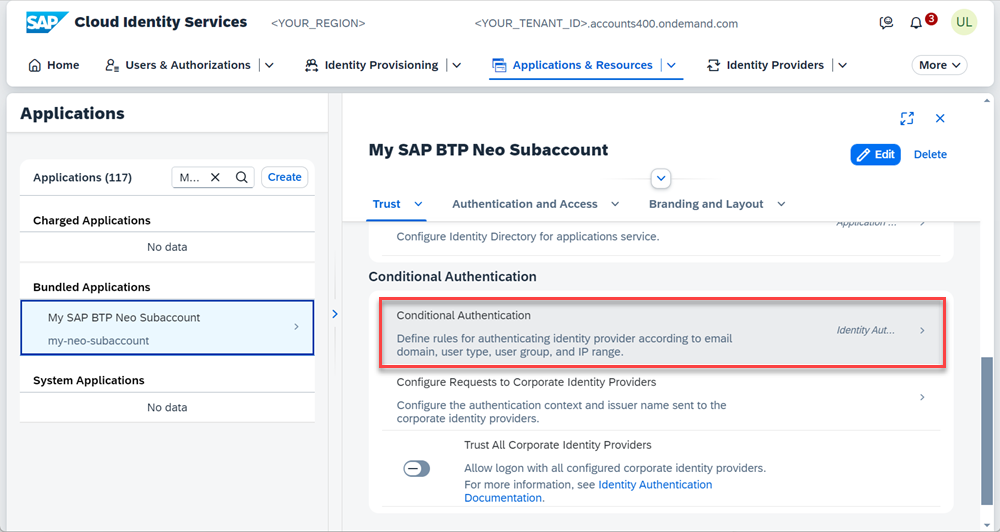 SAP Cloud Identity Services <YOUR_REGION> <YOUR_TENANT_ID>.accounts400.ondemand.com 3 UL
Home Users & Authorizations Identity Provisioning Applications & Resources Identity Providers More
Applications
My SAP BTP Neo Subaccount
Edit Delete
Applications (117) M... Create
Trust Authentication and Access Branding and Layout
Charged Applications
No data
Bundled Applications
My SAP BTP Neo Subaccount
my-neo-subaccount
System Applications
No data
Application ...
Configure Identity Directory for applications service.
Conditional Authentication
Conditional Authentication
Define rules for authenticating identity provider according to email
domain, user type, user group, and IP range.
Identity Aut...
Configure Requests to Corporate Identity Providers
Configure the authentication context and issuer name sent to the
corporate identity providers.
Trust All Corporate Identity Providers
Allow logon with all configured corporate identity providers.
For more information, see Identity Authentication
Documentation.